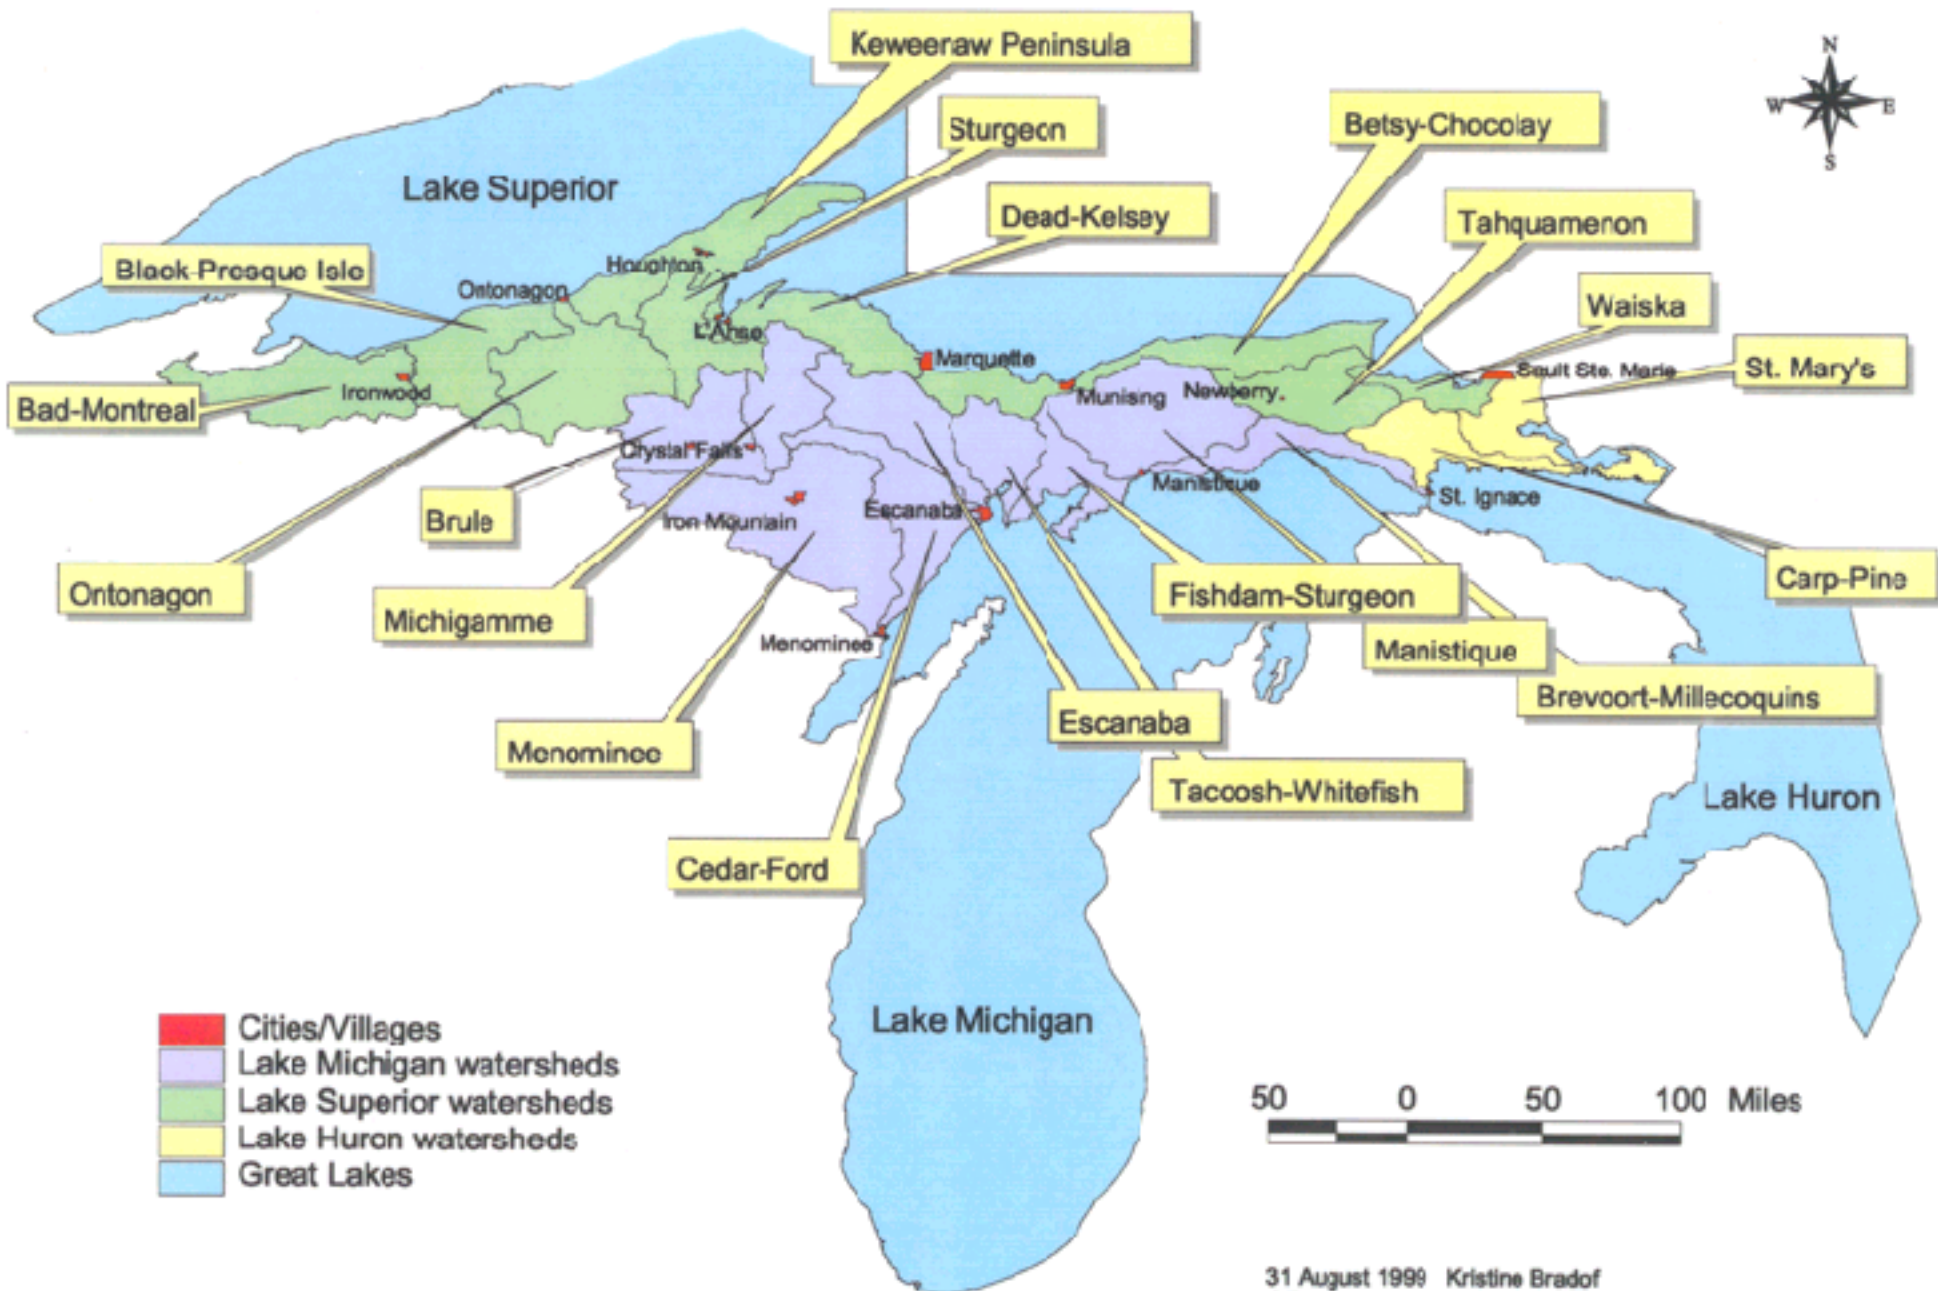 Keweenaw Peninsula
Sturgeon
Betsy-Chocolay
N
W E
S
Lake Superior
Dead-Kelsey
Tahquamenon
Black-Presque Isle
Houghton
Ontonagon
Waiska
L'Anse
Marquette
Sault Ste. Marie
St. Mary's
Bad-Montreal
Ironwood
Munising
Newberry
Crystal Falls
Manistique
St. Ignace
Brule
Iron Mountain
Escanaba
Ontonagon
Michigamme
Fishdam-Sturgeon
Carp-Pine
Menominee
Manistique
Brevoort-Millecoquins
Menominee
Escanaba
Tacoosh-Whitefish
Lake Huron
Cedar-Ford
Lake Michigan
Cities/Villages
Lake Michigan watersheds
Lake Superior watersheds
Lake Huron watersheds
Great Lakes
50 0 50 100 Miles
31 August 1999 Kristine Bradof